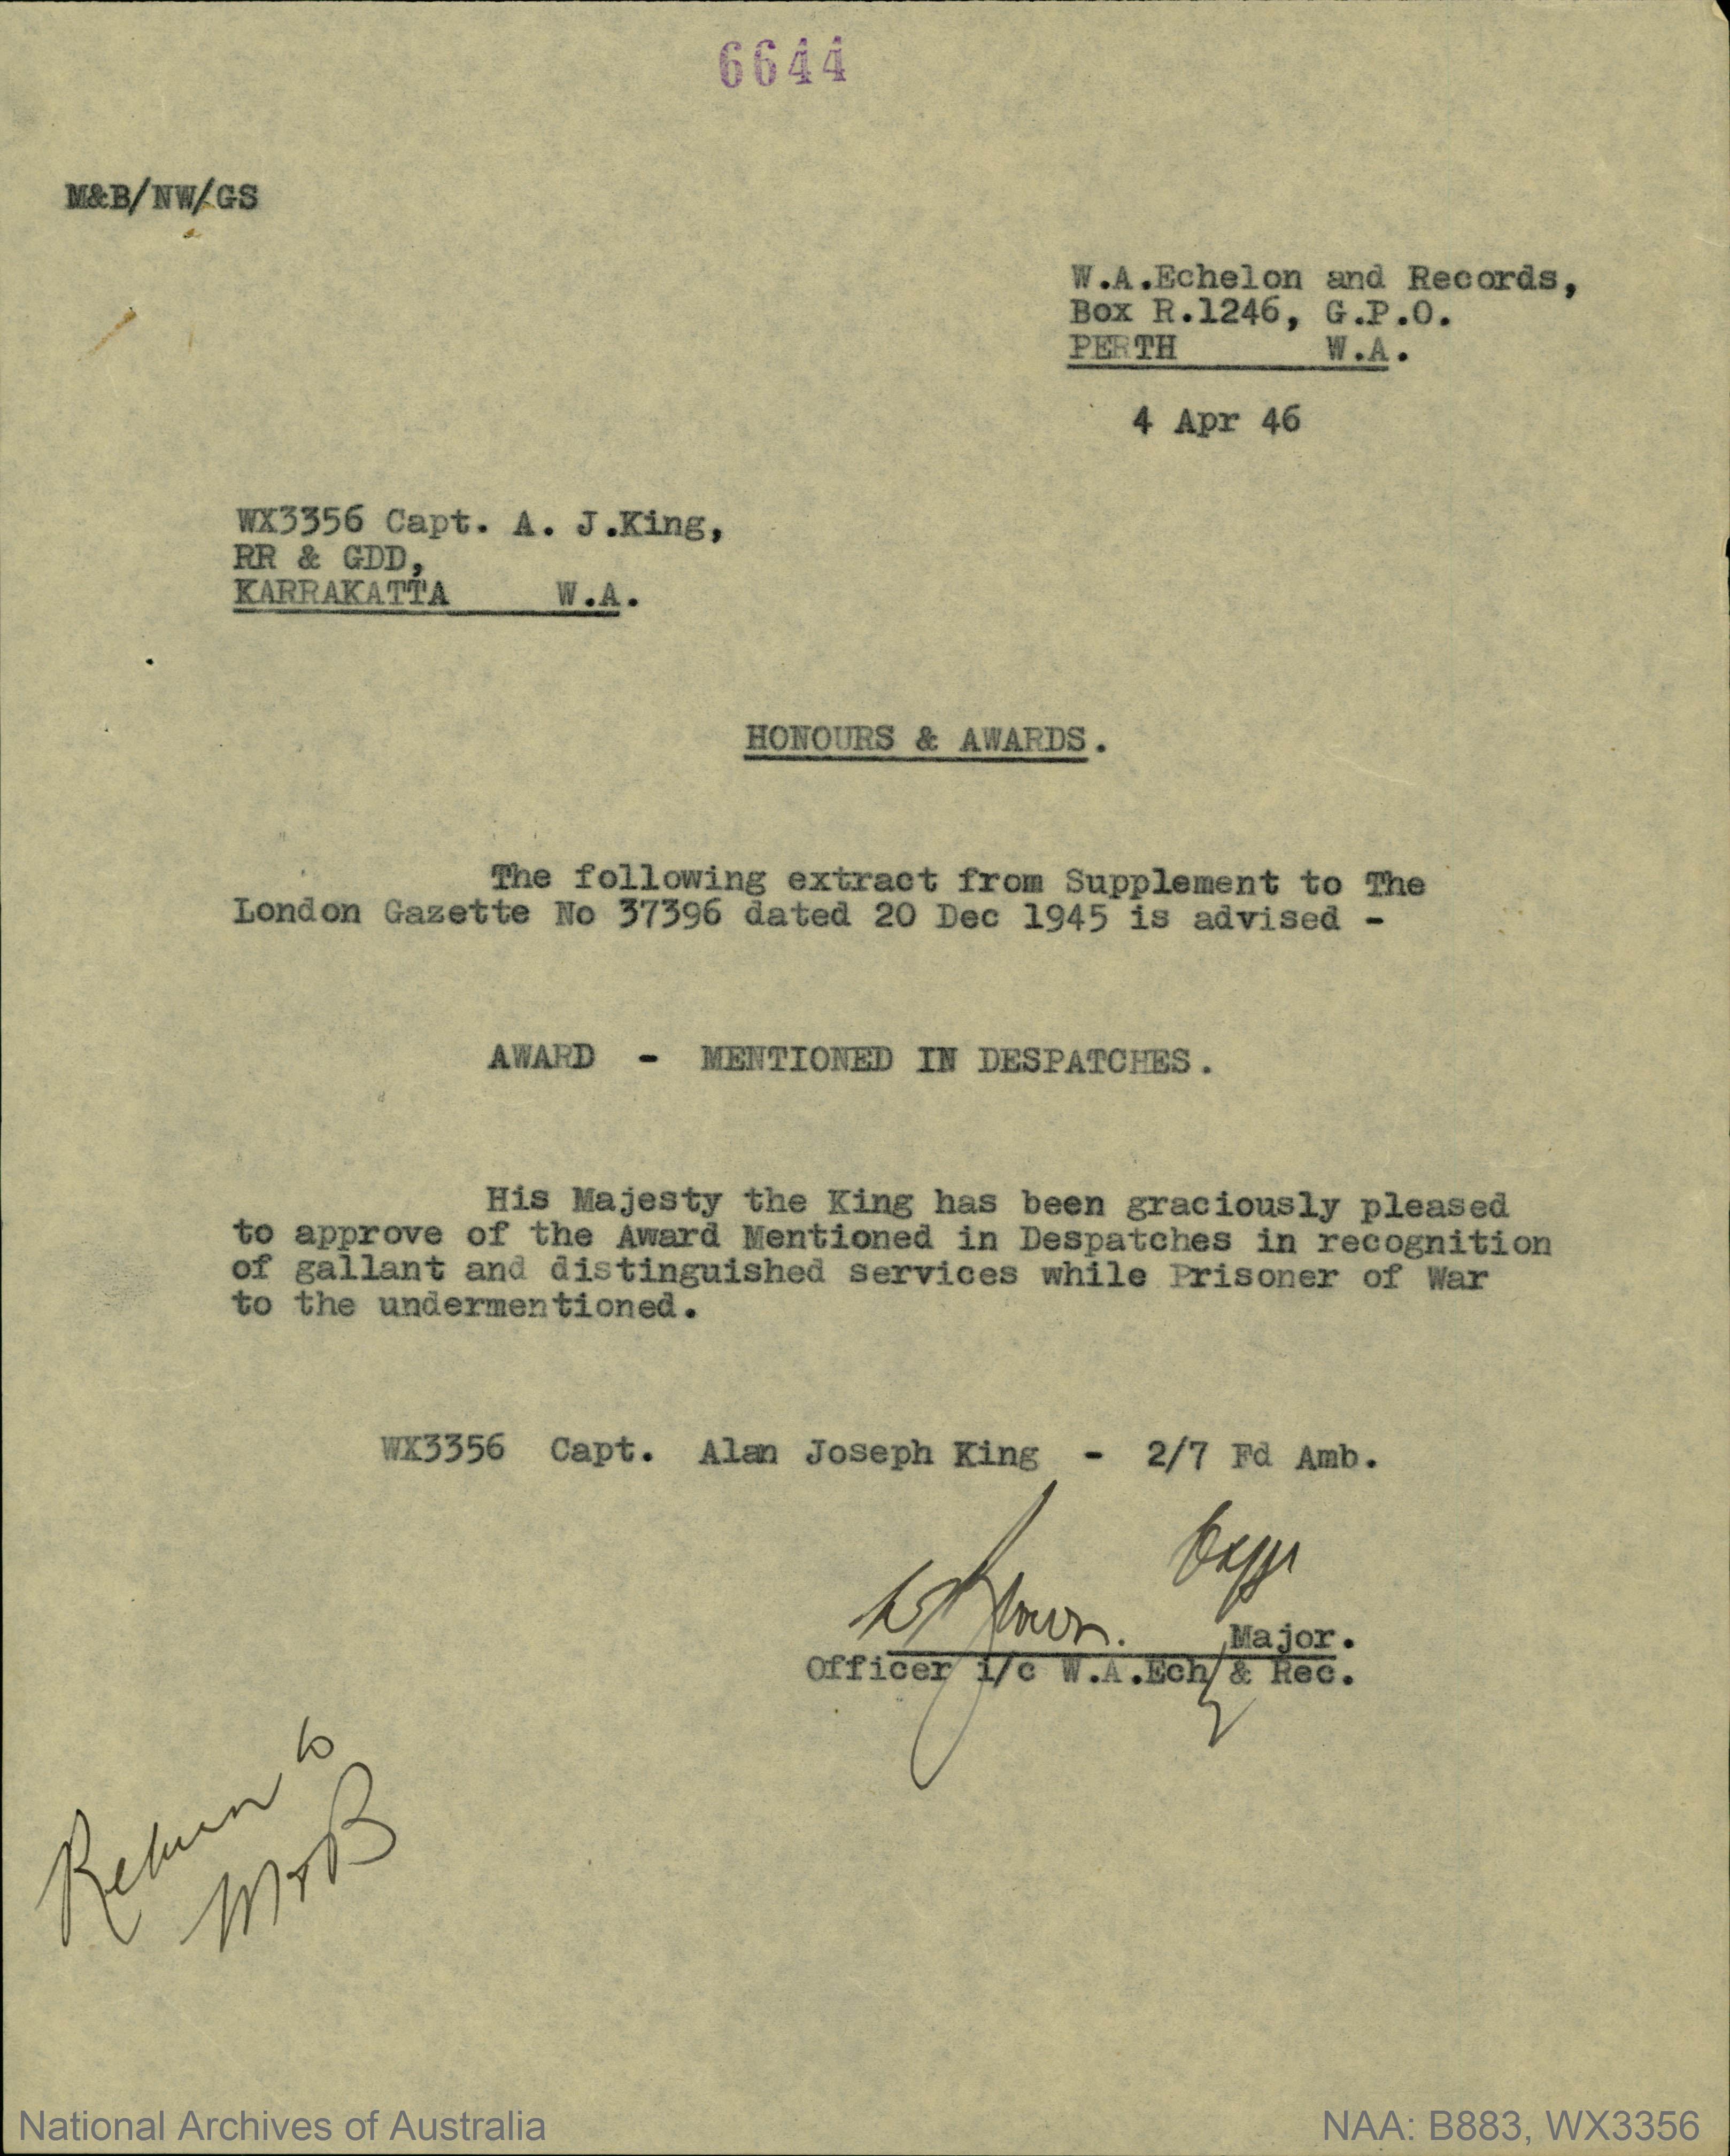 6644
M&B/NW/GS
W.A.Echelon and Records,
Box R.1246, G.P.O.
PERTH W.A.
4 Apr 46
WX3356 Capt. A. J.King,
RR & GDD,
KARRAKATTA W.A.
HONOURS & AWARDS.
The following extract from Supplement to The
London Gazette No 37396 dated 20 Dec 1945 is advised -
AWARD - MENTIONED IN DESPATCHES.
His Majesty the King has been graciously pleased
to approve of the Award Mentioned in Despatches in recognition
of gallant and distinguished services while Prisoner of War
to the undermentioned.
WX3356 Capt. Alan Joseph King - 2/7 Fd Amb.
Major.
Officer i/c W.A.Ech & Rec.
Return to
M&B
National Archives of Australia
NAA: B883, WX3356